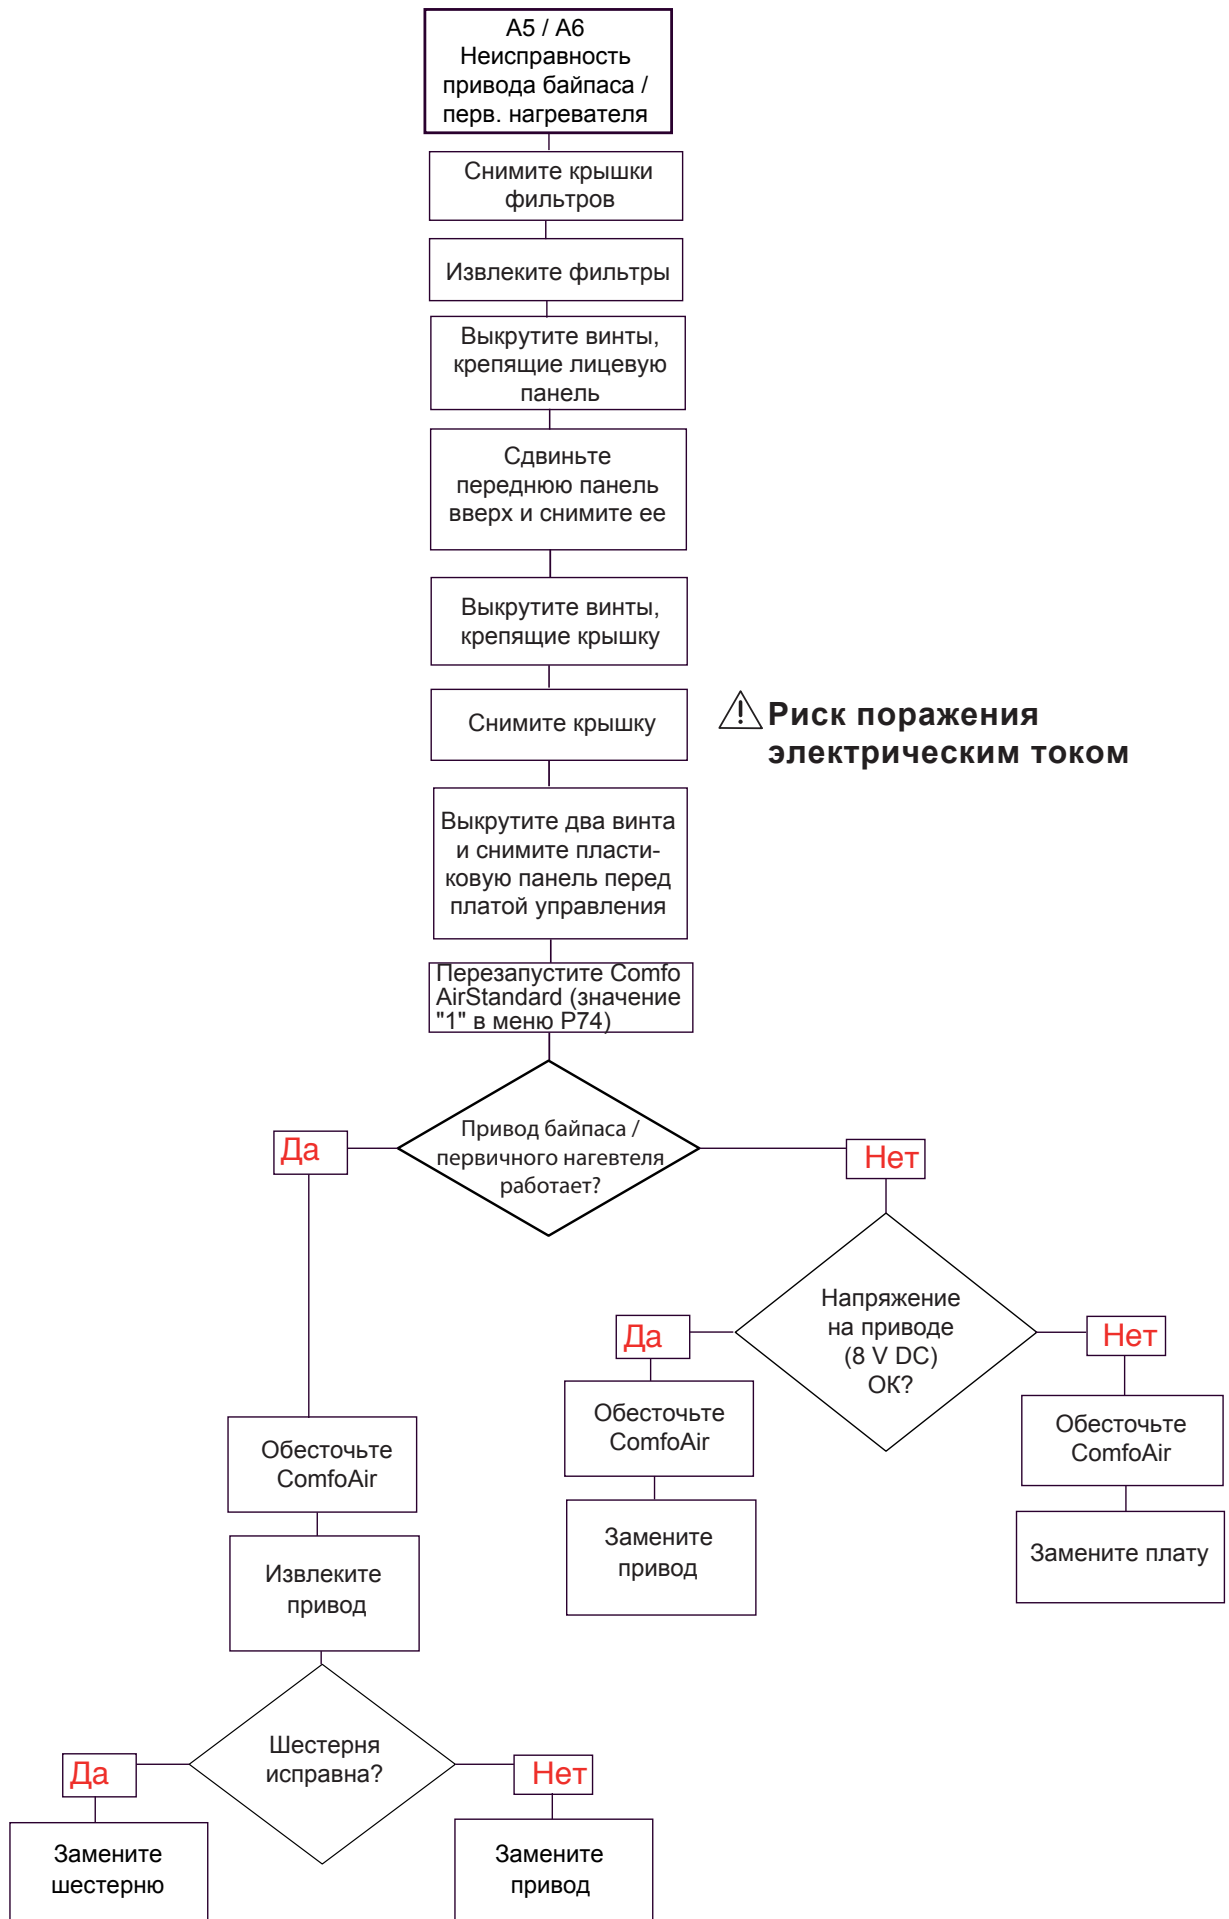 A5 / A6
Неисправность
привода байпаса /
перв. нагревателя
Снимите крышки
фильтров
Извлеките фильтры
Выкрутите винты,
крепящие лицевую
панель
Сдвиньте
переднюю панель
вверх и снимите ее
Выкрутите винты,
крепящие крышку
Снимите крышку
Риск поражения
электрическим током
Выкрутите два винта
и снимите пласти-
ковую панель перед
платой управления
Перезапустите Comfo
AirStandard (значение
"1" в меню P74)
Привод байпаса /
первичного нагевтеля
работает?
Да
Нет
Напряжение
на приводе
(8 V DC)
ОК?
Да
Нет
Обесточьте
ComfoAir
Обесточьте
ComfoAir
Обесточьте
ComfoAir
Замените
привод
Замените плату
Извлеките
привод
Шестерня
исправна?
Да
Нет
Замените
шестерню
Замените
привод